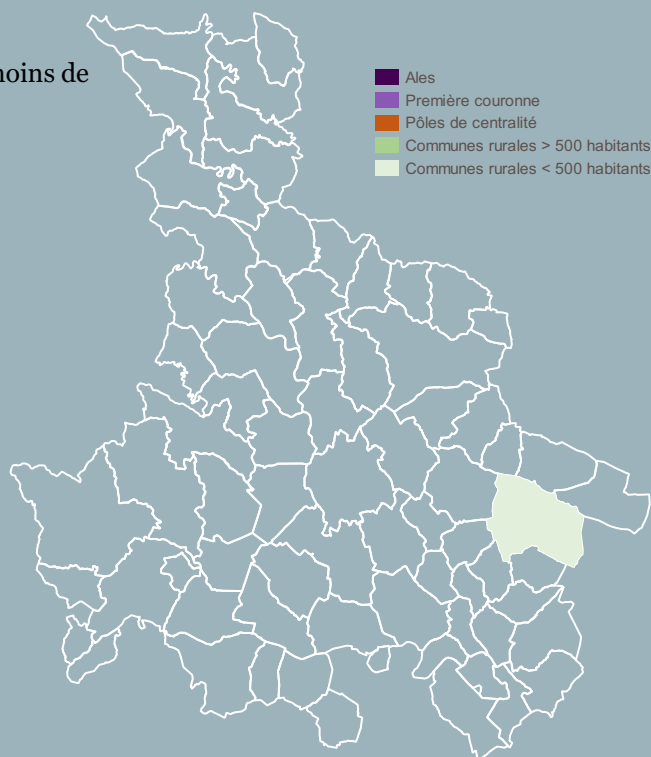 moins de
Ales
Première couronne
Pôles de centralité
Communes rurales > 500 habitants
Communes rurales < 500 habitants